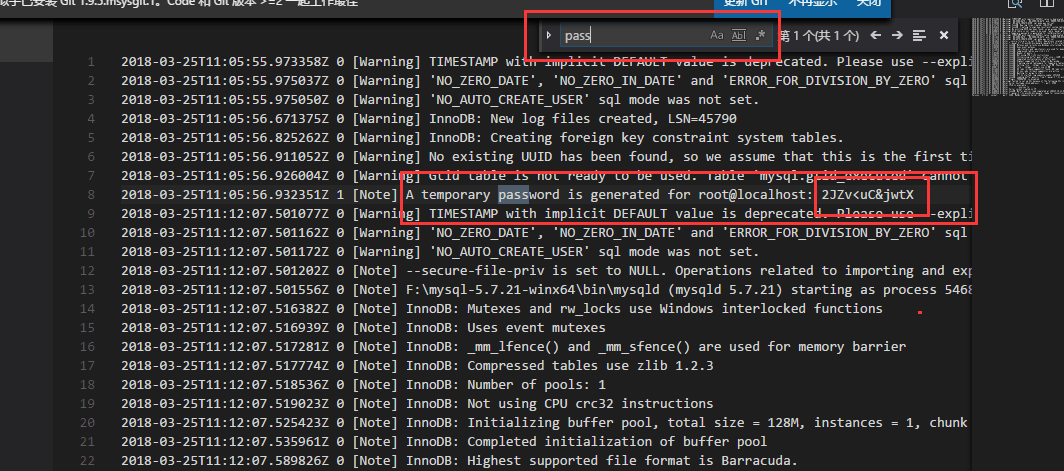 似乎已安装 Git 1.9.5.msysgit.1。Code 和 Git 版本 >=2 一起工作最佳 更新 Git 不再显示 关闭
pass Aa Abl .* 第 1 个(共 1 个)
1 2018-03-25T11:05:55.973358Z 0 [Warning] TIMESTAMP with implicit DEFAULT value is deprecated. Please use --expli
2 2018-03-25T11:05:55.975037Z 0 [Warning] 'NO_ZERO_DATE', 'NO_ZERO_IN_DATE' and 'ERROR_FOR_DIVISION_BY_ZERO' sql
3 2018-03-25T11:05:55.975050Z 0 [Warning] 'NO_AUTO_CREATE_USER' sql mode was not set.
4 2018-03-25T11:05:56.671375Z 0 [Warning] InnoDB: New log files created, LSN=45790
5 2018-03-25T11:05:56.825262Z 0 [Warning] InnoDB: Creating foreign key constraint system tables.
6 2018-03-25T11:05:56.911052Z 0 [Warning] No existing UUID has been found, so we assume that this is the first ti
7 2018-03-25T11:05:56.926004Z 0 [Warning] Gtid table is not ready to be used. Table 'mysql.gtid_executed' cannot
8 2018-03-25T11:05:56.932351Z 1 [Note] A temporary password is generated for root@localhost: 2JZv<uC&jwtX
9 2018-03-25T11:12:07.501077Z 0 [Warning] TIMESTAMP with implicit DEFAULT value is deprecated. Please use --expli
10 2018-03-25T11:12:07.501162Z 0 [Warning] 'NO_ZERO_DATE', 'NO_ZERO_IN_DATE' and 'ERROR_FOR_DIVISION_BY_ZERO' sql
11 2018-03-25T11:12:07.501168Z 0 [Warning] 'NO_AUTO_CREATE_USER' sql mode was not set.
12 2018-03-25T11:12:07.501202Z 0 [Note] --secure-file-priv is set to NULL. Operations related to importing and exp
13 2018-03-25T11:12:07.501556Z 0 [Note] F:\mysql-5.7.21-winx64\bin\mysqld (mysqld 5.7.21) starting as process 5468
14 2018-03-25T11:12:07.516382Z 0 [Note] InnoDB: Mutexes and rw_locks use Windows interlocked functions
15 2018-03-25T11:12:07.516939Z 0 [Note] InnoDB: Uses event mutexes
16 2018-03-25T11:12:07.517281Z 0 [Note] InnoDB: _mm_lfence() and _mm_sfence() are used for memory barrier
17 2018-03-25T11:12:07.517774Z 0 [Note] InnoDB: Compressed tables use zlib 1.2.3
18 2018-03-25T11:12:07.518536Z 0 [Note] InnoDB: Number of pools: 1
19 2018-03-25T11:12:07.519023Z 0 [Note] InnoDB: Not using CPU crc32 instructions
20 2018-03-25T11:12:07.525423Z 0 [Note] InnoDB: Initializing buffer pool, total size = 128M, instances = 1, chunk
21 2018-03-25T11:12:07.535961Z 0 [Note] InnoDB: Completed initialization of buffer pool
22 2018-03-25T11:12:07.589826Z 0 [Note] InnoDB: Highest supported file format is Barracuda.